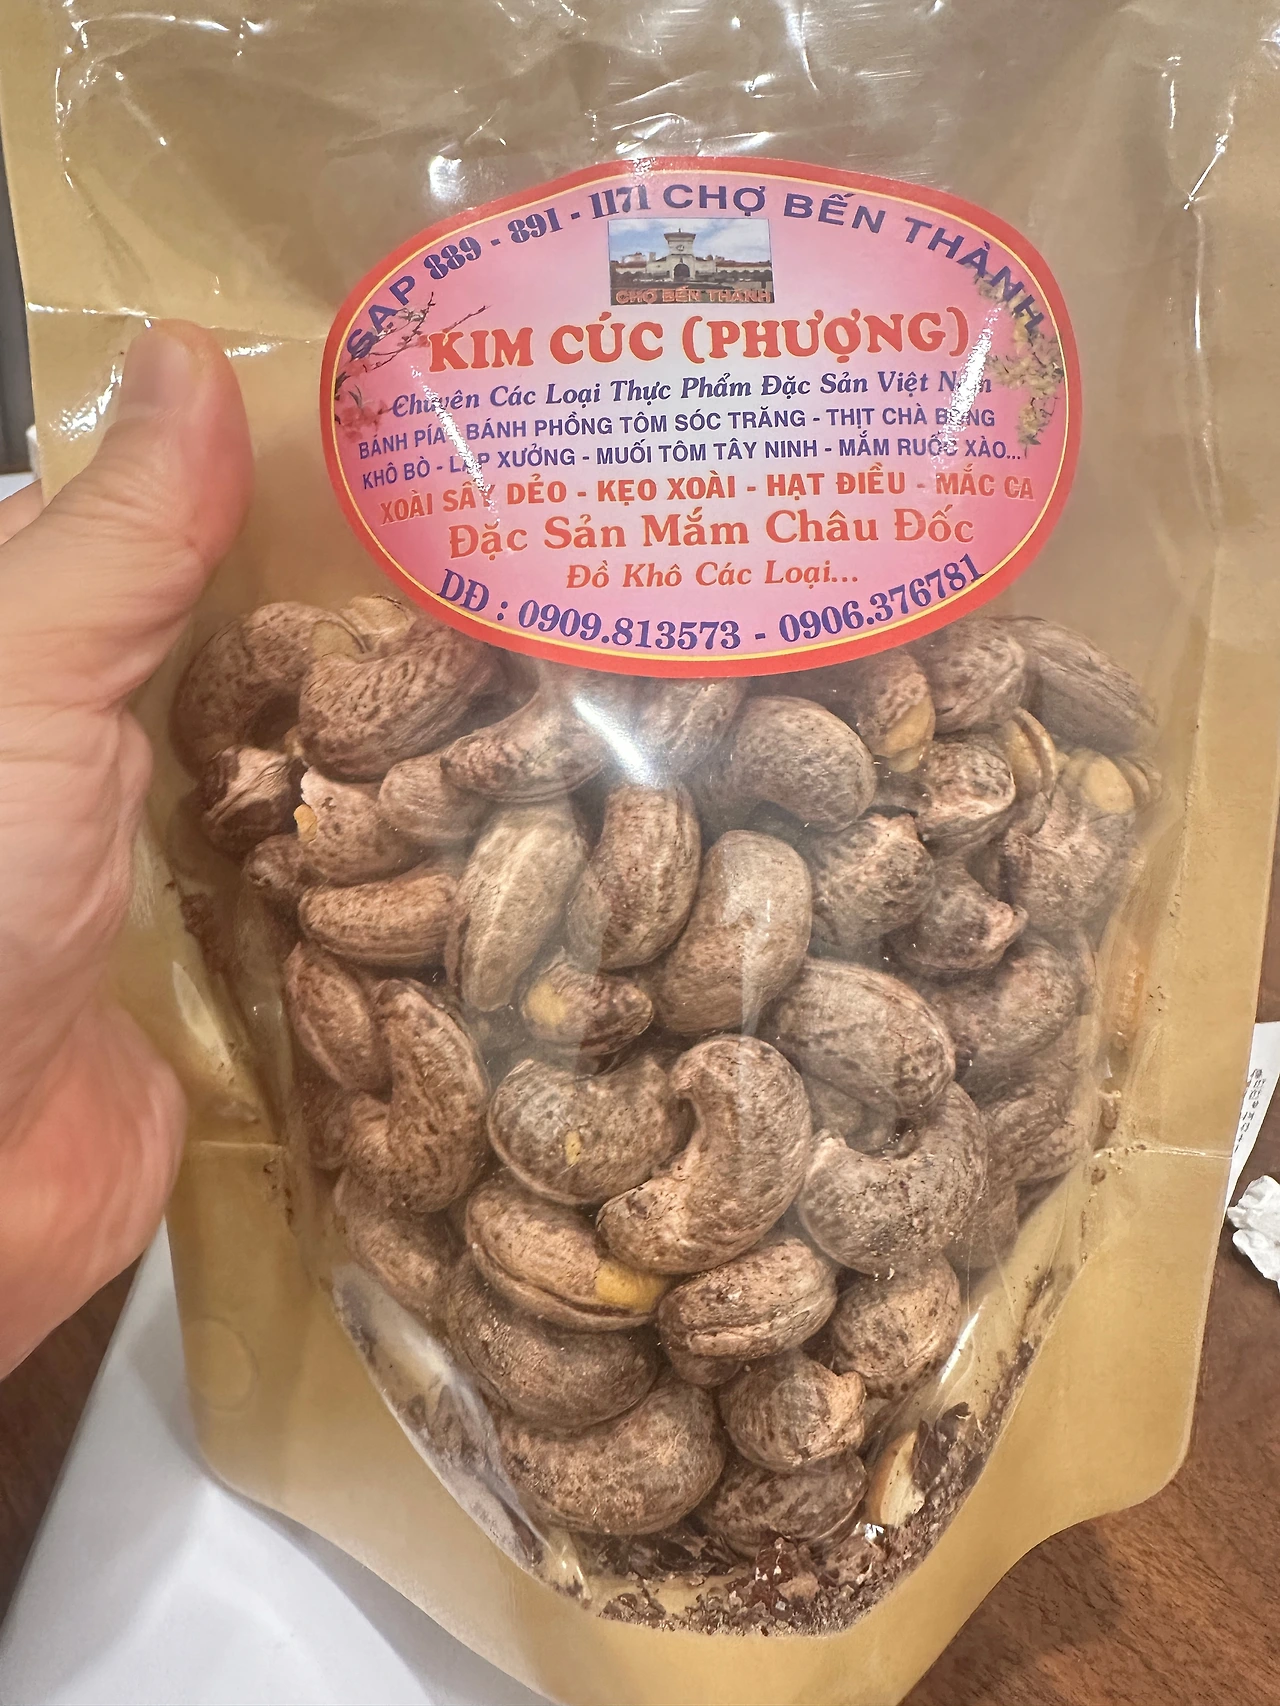 SẠP 889 - 891 - 1171 CHỢ BẾN THÀNH
CHỢ BẾN THÀNH
KIM CÚC (PHƯỢNG)
Chuyên Các Loại Thực Phẩm Đặc Sản Việt Nam
BÁNH PÍA - BÁNH PHỒNG TÔM SÓC TRĂNG - THỊT CHÀ BÔNG
KHÔ BÒ - LẠP XƯỞNG - MUỐI TÔM TÂY NINH - MẮM RUỐC XÀO...
XOÀI SẤY DẺO - KẸO XOÀI - HẠT ĐIỀU - MẮC CA
Đặc Sản Mắm Châu Đốc
Đồ Khô Các Loại...
DĐ : 0909.813573 - 0906.376781